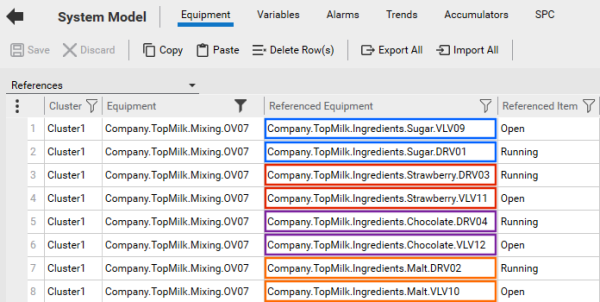 System Model Equipment Variables Alarms Trends Accumulators SPC
Save Discard Copy Paste Delete Row(s) Export All Import All
References
Cluster Equipment Referenced Equipment Referenced Item
1 Cluster1 Company.TopMilk.Mixing.OV07 Company.TopMilk.Ingredients.Sugar.VLV09 Open
2 Cluster1 Company.TopMilk.Mixing.OV07 Company.TopMilk.Ingredients.Sugar.DRV01 Running
3 Cluster1 Company.TopMilk.Mixing.OV07 Company.TopMilk.Ingredients.Strawberry.DRV03 Running
4 Cluster1 Company.TopMilk.Mixing.OV07 Company.TopMilk.Ingredients.Strawberry.VLV11 Open
5 Cluster1 Company.TopMilk.Mixing.OV07 Company.TopMilk.Ingredients.Chocolate.DRV04 Running
6 Cluster1 Company.TopMilk.Mixing.OV07 Company.TopMilk.Ingredients.Chocolate.VLV12 Open
7 Cluster1 Company.TopMilk.Mixing.OV07 Company.TopMilk.Ingredients.Malt.DRV02 Running
8 Cluster1 Company.TopMilk.Mixing.OV07 Company.TopMilk.Ingredients.Malt.VLV10 Open